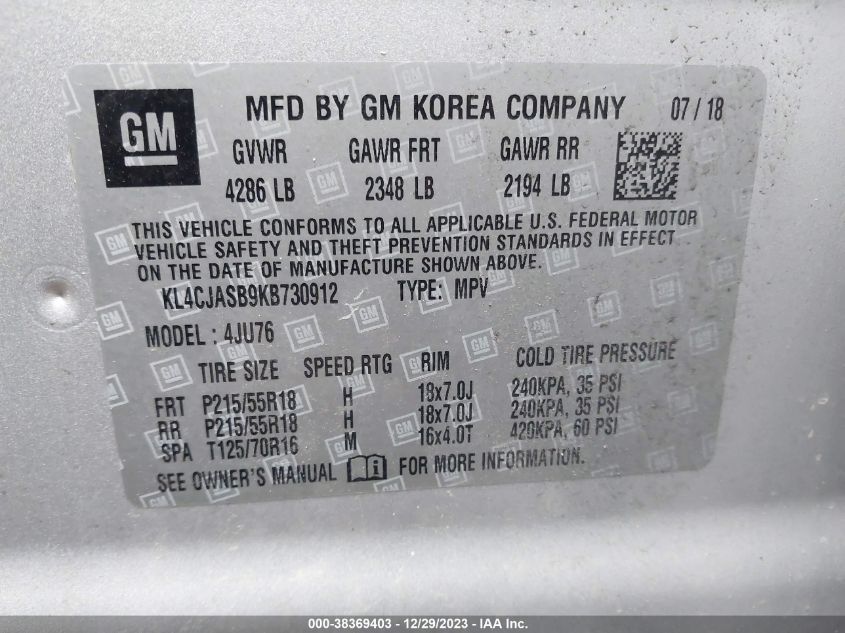 GM
MFD BY GM KOREA COMPANY 07 / 18
GVWR GAWR FRT GAWR RR
4286 LB 2348 LB 2194 LB
THIS VEHICLE CONFORMS TO ALL APPLICABLE U.S. FEDERAL MOTOR
VEHICLE SAFETY AND THEFT PREVENTION STANDARDS IN EFFECT
ON THE DATE OF MANUFACTURE SHOWN ABOVE.
KL4CJASB9KB730912 TYPE: MPV
MODEL : 4JU76
TIRE SIZE SPEED RTG RIM COLD TIRE PRESSURE
FRT P215/55R18 H 18x7.0J 240KPA, 35 PSI
RR P215/55R18 H 18x7.0J 240KPA, 35 PSI
SPA T125/70R16 M 16x4.0T 420KPA, 60 PSI
SEE OWNER'S MANUAL FOR MORE INFORMATION.
000-38369403 - 12/29/2023 - IAA, Inc.